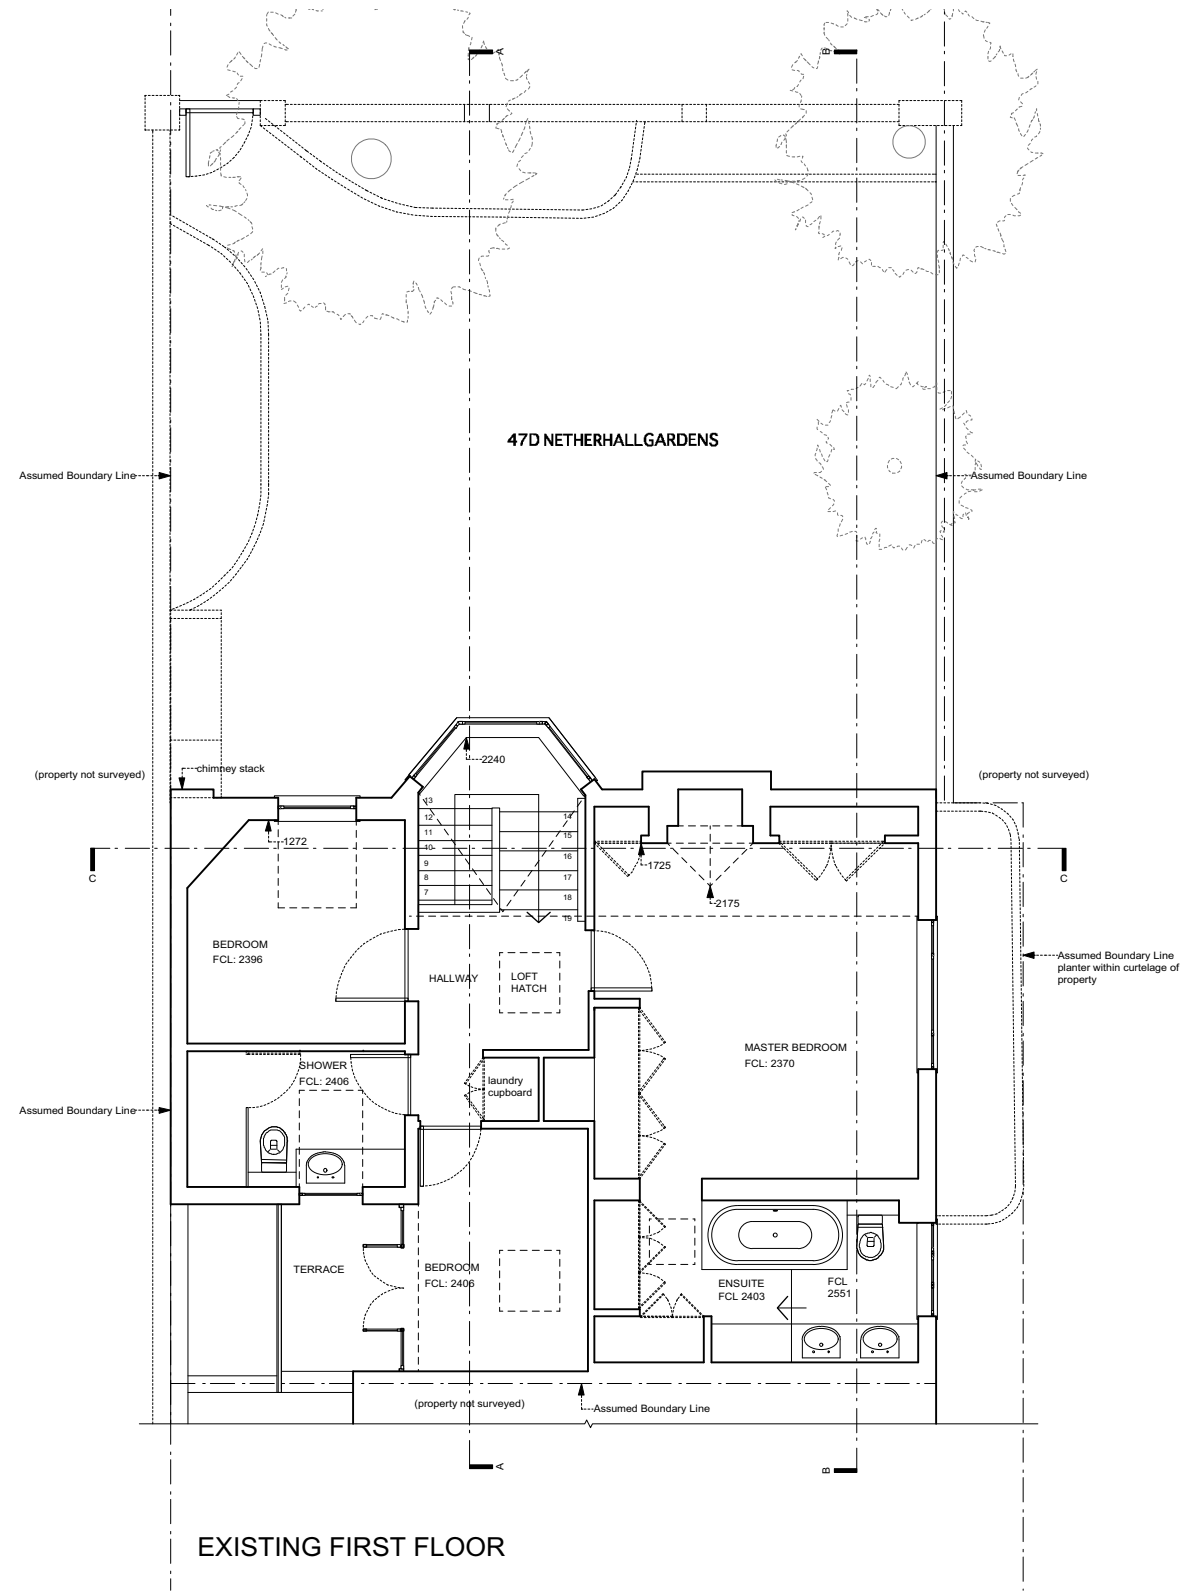 A
B
47D NETHERHALL GARDENS
Assumed Boundary Line
Assumed Boundary Line
(property not surveyed)
chimney stack
2240
(property not surveyed)
13
12
11
10
9
8
7
14
15
16
17
18
19
1272
1725
2175
C
C
BEDROOM
FCL: 2396
HALLWAY
LOFT
HATCH
Assumed Boundary Line
planter within curtelage of
property
MASTER BEDROOM
FCL: 2370
SHOWER
FCL: 2406
laundry
cupboard
Assumed Boundary Line
TERRACE
BEDROOM
FCL: 2406
ENSUITE
FCL 2403
FCL
2551
(property not surveyed)
Assumed Boundary Line
A
B
EXISTING FIRST FLOOR